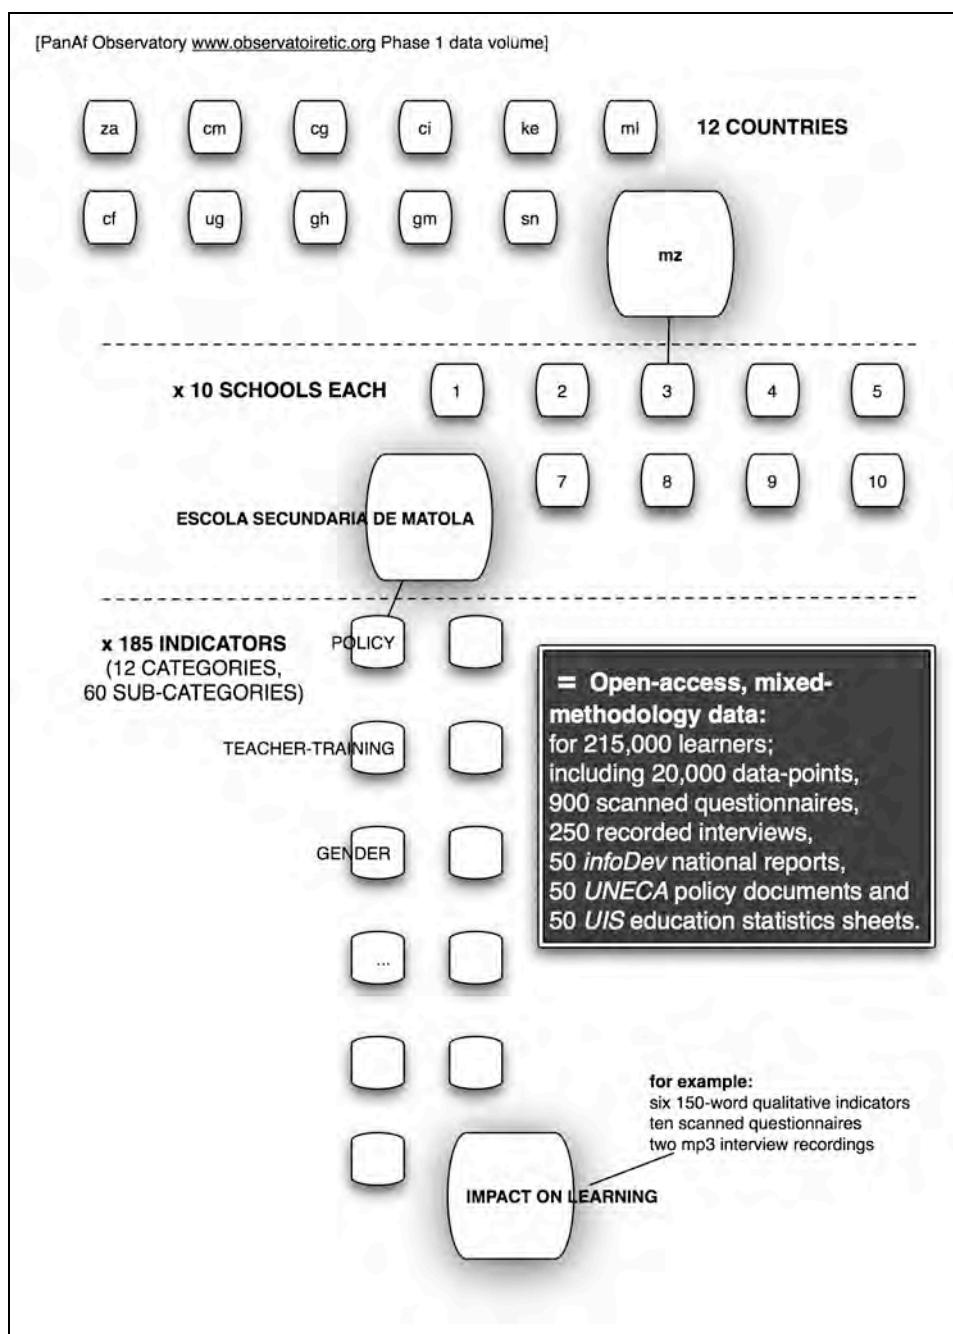 [PanAf Observatory www.observatoiretic.org Phase 1 data volume]
za cm cg ci ke ml 12 COUNTRIES
cf ug gh gm sn
mz
x 10 SCHOOLS EACH 1 2 3 4 5
7 8 9 10
ESCOLA SECUNDARIA DE MATOLA
x 185 INDICATORS
(12 CATEGORIES,
60 SUB-CATEGORIES)
POLICY
TEACHER-TRAINING
GENDER
...
= Open-access, mixed-
methodology data:
for 215,000 learners;
including 20,000 data-points,
900 scanned questionnaires,
250 recorded interviews,
50 infoDev national reports,
50 UNECA policy documents and
50 UIS education statistics sheets.
for example:
six 150-word qualitative indicators
ten scanned questionnaires
two mp3 interview recordings
IMPACT ON LEARNING